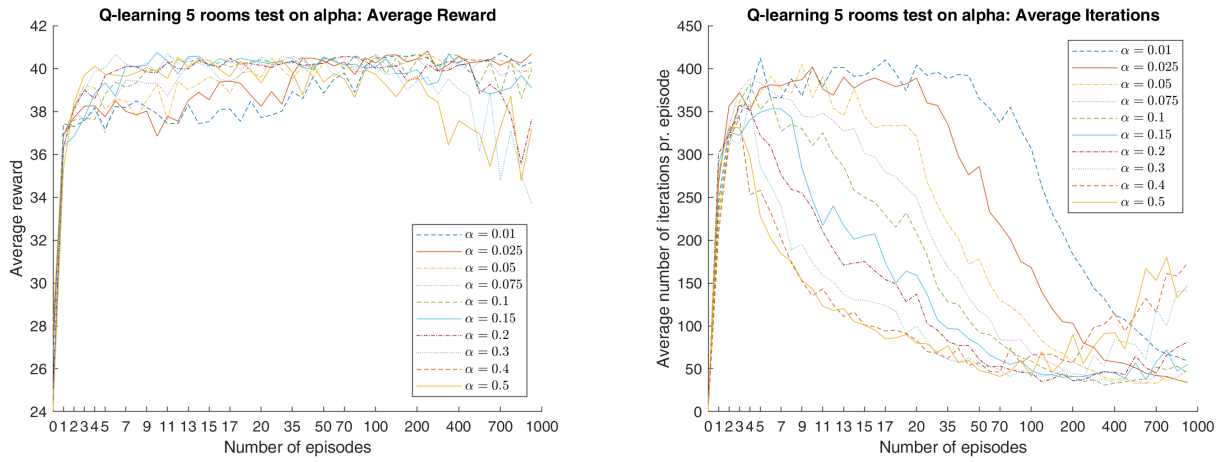 Q-learning 5 rooms test on alpha: Average Reward
42
40
38
36
34
32
30
28
26
24
Average reward
0 1 2 3 4 5 7 9 11 13 15 17 20 35 50 70 100 200 400 700 1000
Number of episodes
α = 0.01
α = 0.025
α = 0.05
α = 0.075
α = 0.1
α = 0.15
α = 0.2
α = 0.3
α = 0.4
α = 0.5
Q-learning 5 rooms test on alpha: Average Iterations
450
400
350
300
250
200
150
100
50
0
Average number of iterations pr. episode
0 1 2 3 4 5 7 9 11 13 15 17 20 35 50 70 100 200 400 700 1000
Number of episodes
α = 0.01
α = 0.025
α = 0.05
α = 0.075
α = 0.1
α = 0.15
α = 0.2
α = 0.3
α = 0.4
α = 0.5